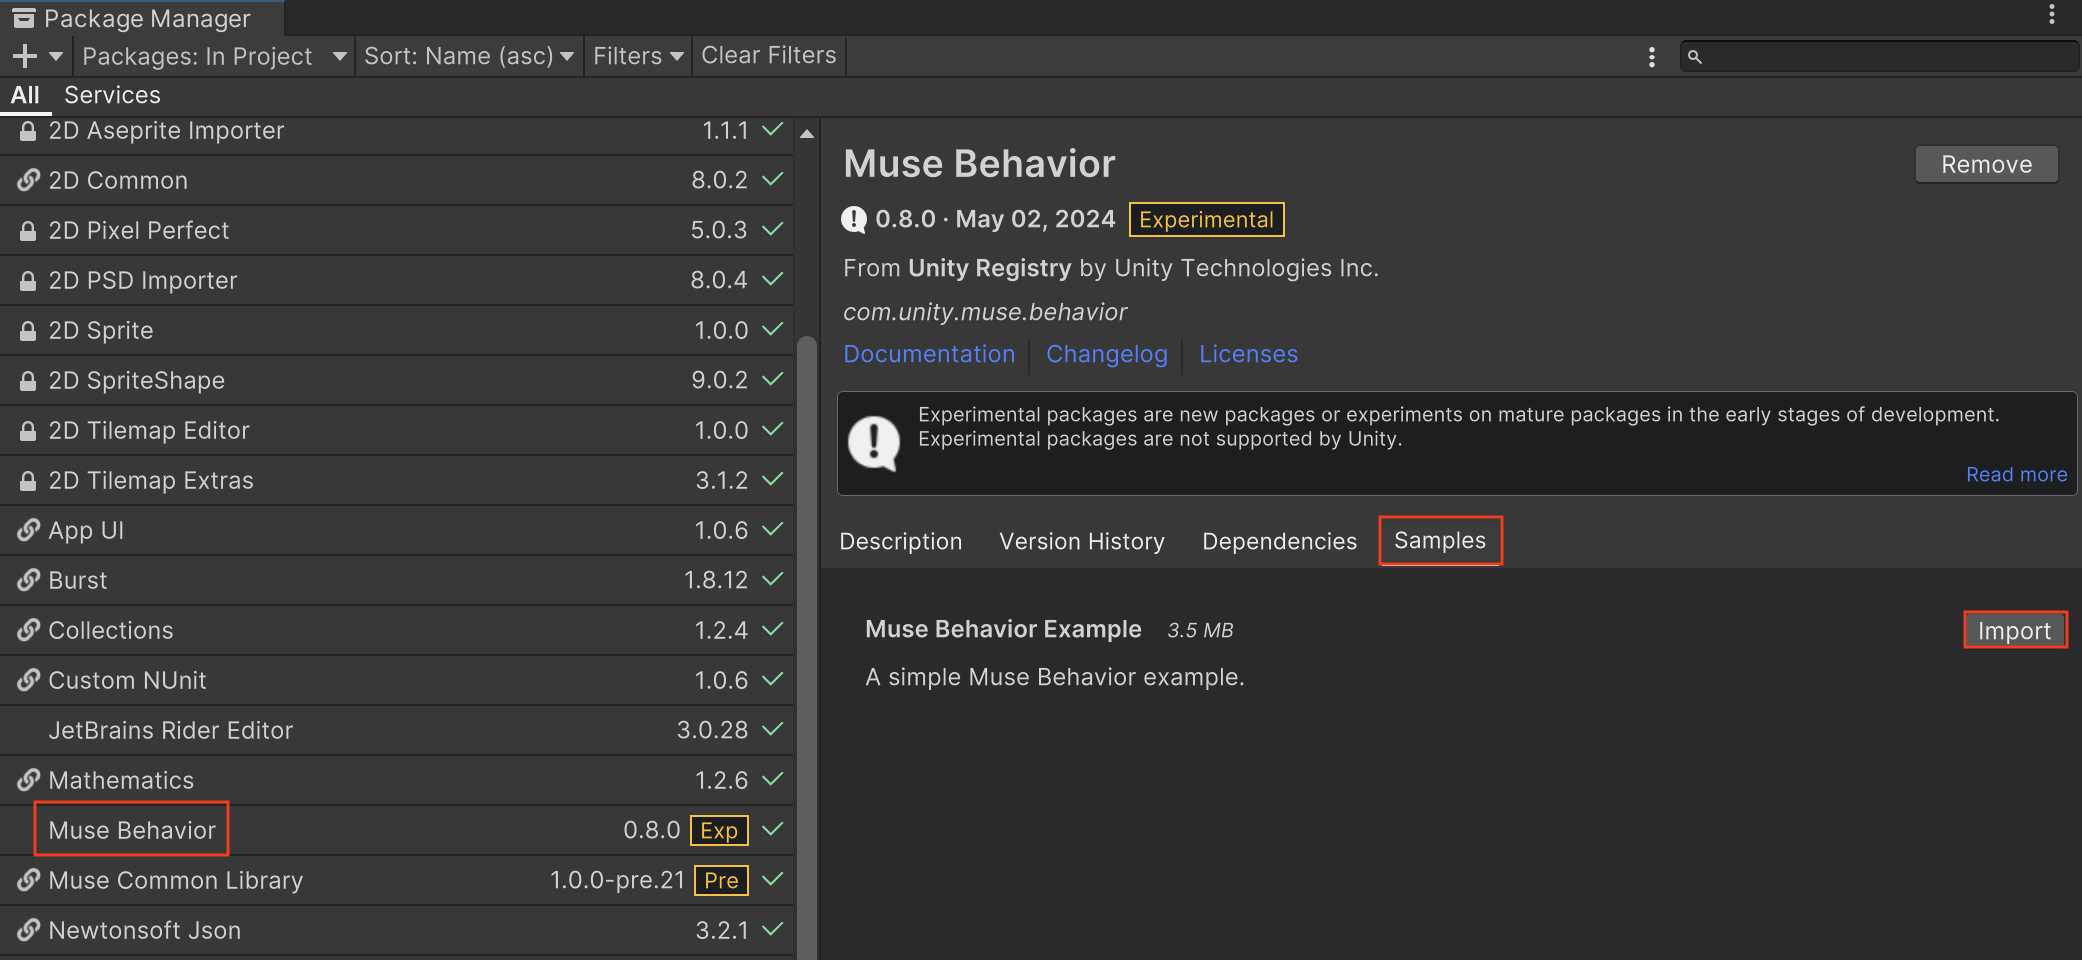 Package Manager
Packages: In Project Sort: Name (asc) Filters Clear Filters
All Services
2D Aseprite Importer 1.1.1
2D Common 8.0.2
2D Pixel Perfect 5.0.3
2D PSD Importer 8.0.4
2D Sprite 1.0.0
2D SpriteShape 9.0.2
2D Tilemap Editor 1.0.0
2D Tilemap Extras 3.1.2
App UI 1.0.6
Burst 1.8.12
Collections 1.2.4
Custom NUnit 1.0.6
JetBrains Rider Editor 3.0.28
Mathematics 1.2.6
Muse Behavior 0.8.0 Exp
Muse Common Library 1.0.0-pre.21 Pre
Newtonsoft Json 3.2.1
Muse Behavior Remove
0.8.0 · May 02, 2024 Experimental
From Unity Registry by Unity Technologies Inc.
com.unity.muse.behavior
Documentation Changelog Licenses
Experimental packages are new packages or experiments on mature packages in the early stages of development.
Experimental packages are not supported by Unity.
Read more
Description Version History Dependencies Samples
Muse Behavior Example 3.5 MB Import
A simple Muse Behavior example.